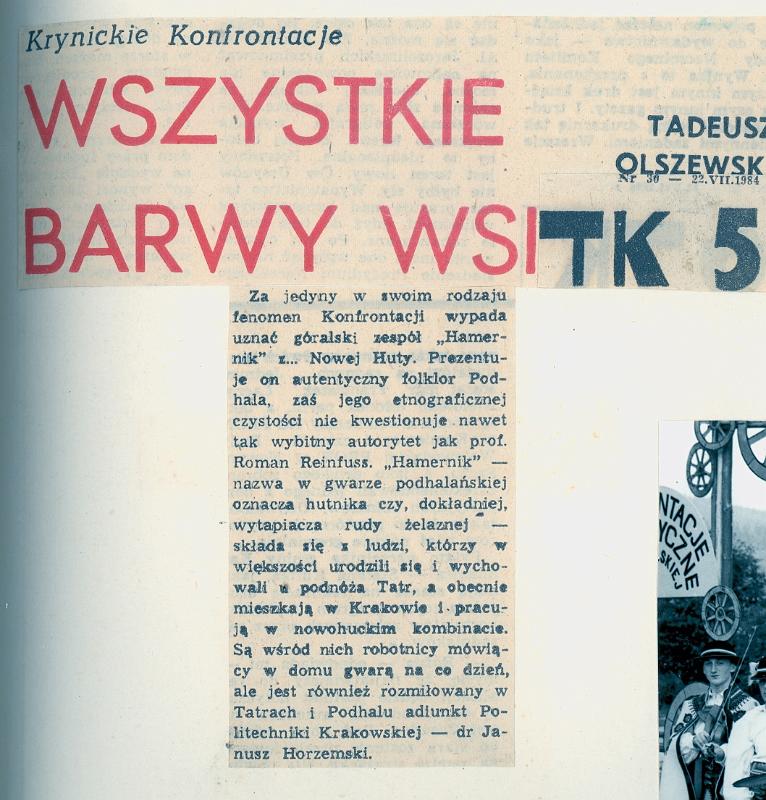 Krynickie Konfrontacje
WSZYSTKIE
BARWY WSI
TADEUSZ
OLSZEWSK
Nr 30 — 22.VII.1984
TK 5
Za jedyny w swoim rodzaju
fenomen Konfrontacji wypada
uznać góralski zespół „Hamer-
nik” z... Nowej Huty. Prezentu-
je on autentyczny folklor Pod-
hala, zaś jego etnograficznej
czystości nie kwestionuje nawet
tak wybitny autorytet jak prof.
Roman Reinfuss. „Hamernik” —
nazwa w gwarze podhalańskiej
oznacza hutnika czy, dokładniej,
wytapiacza rudy żelaznej —
składa się z ludzi, którzy w
większości urodzili się i wycho-
wali u podnóża Tatr, a obecnie
mieszkają w Krakowie i pracu-
ją w nowohuckim kombinacie.
Są wśród nich robotnicy mówią-
cy w domu gwarą na co dzień,
ale jest również rozmiłowany w
Tatrach i Podhalu adiunkt Po-
litechniki Krakowskiej — dr Ja-
nusz Horzemski.
NTACJE
YCZNE
SKIEJ